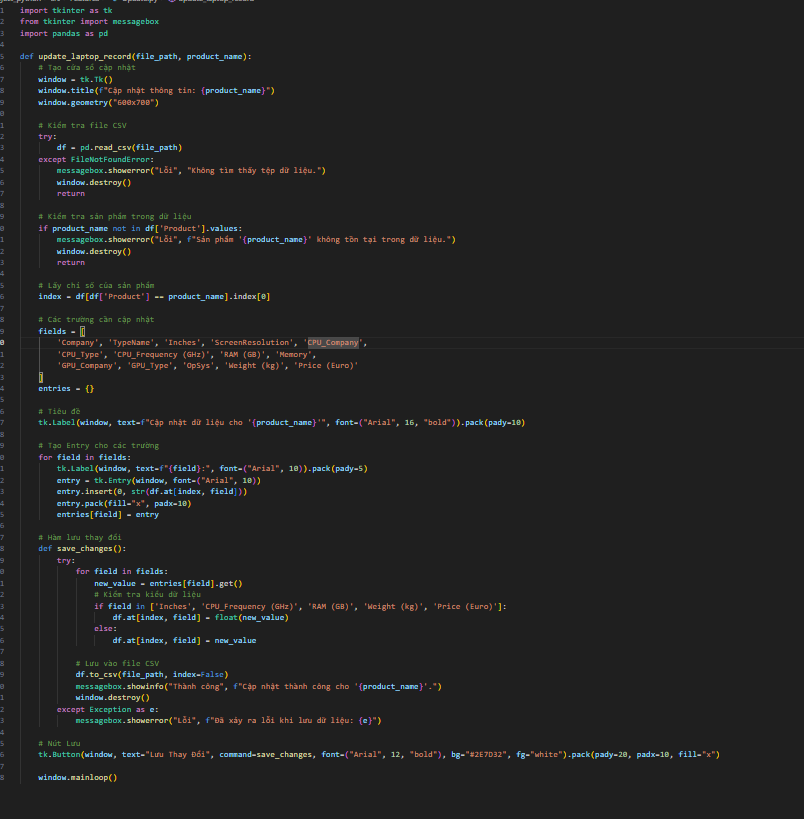 import tkinter as tk
from tkinter import messagebox
import pandas as pd
def update_laptop_record(file_path, product_name):
# Tạo cửa sổ cập nhật
window = tk.Tk()
window.title(f"Cập nhật thông tin: {product_name}")
window.geometry("600x700")
# Kiểm tra file CSV
try:
df = pd.read_csv(file_path)
except FileNotFoundError:
messagebox.showerror("Lỗi", "Không tìm thấy tệp dữ liệu.")
window.destroy()
return
# Kiểm tra sản phẩm trong dữ liệu
if product_name not in df['Product'].values:
messagebox.showerror("Lỗi", f"Sản phẩm '{product_name}' không tồn tại trong dữ liệu.")
window.destroy()
return
# Lấy chỉ số của sản phẩm
index = df[df['Product'] == product_name].index[0]
# Các trường cần cập nhật
fields = [
'Company', 'TypeName', 'Inches', 'ScreenResolution', 'CPU_Company',
'CPU_Type', 'CPU_Frequency (GHz)', 'RAM (GB)', 'Memory',
'GPU_Company', 'GPU_Type', 'OpSys', 'Weight (kg)', 'Price (Euro)'
]
entries = {}
# Tiêu đề
tk.Label(window, text=f"Cập nhật dữ liệu cho '{product_name}'", font=("Arial", 16, "bold")).pack(pady=10)
# Tạo Entry cho các trường
for field in fields:
tk.Label(window, text=f"{field}:", font=("Arial", 10)).pack(pady=5)
entry = tk.Entry(window, font=("Arial", 10))
entry.insert(0, str(df.at[index, field]))
entry.pack(fill="x", padx=10)
entries[field] = entry
# Hàm lưu thay đổi
def save_changes():
try:
for field in fields:
new_value = entries[field].get()
# Kiểm tra kiểu dữ liệu
if field in ['Inches', 'CPU_Frequency (GHz)', 'RAM (GB)', 'Weight (kg)', 'Price (Euro)']:
df.at[index, field] = float(new_value)
else:
df.at[index, field] = new_value
# Lưu vào file CSV
df.to_csv(file_path, index=False)
messagebox.showinfo("Thành công", f"Cập nhật thành công cho '{product_name}'.")
window.destroy()
except Exception as e:
messagebox.showerror("Lỗi", f"Đã xảy ra lỗi khi lưu dữ liệu: {e}")
# Nút Lưu
tk.Button(window, text="Lưu Thay Đổi", command=save_changes, font=("Arial", 12, "bold"), bg="#2E7D32", fg="white").pack(pady=20, padx=10, fill="x")
window.mainloop()